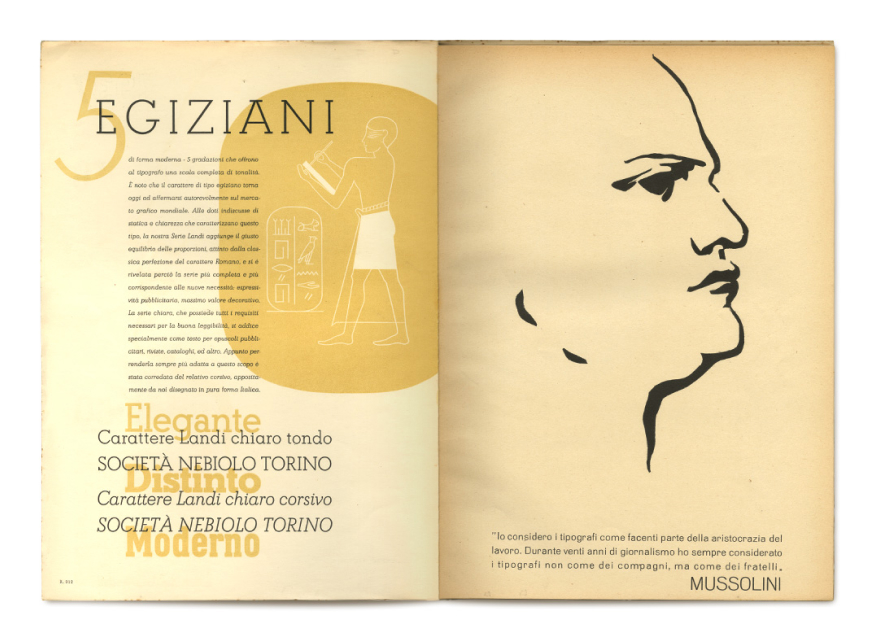 5
EGIZIANI
di forma moderna - 5 gradazioni che offrono
al tipografo una scala completa di tonalità.
È noto che il carattere di tipo egiziano torna
oggi ad affermarsi autorevolmente sul merca-
to grafico mondiale. Alle doti indiscusse di
statica e chiarezza che caratterizzano questo
tipo, la nostra Serie Landi aggiunge il giusto
equilibrio delle proporzioni, attinto dalla clas-
sica perfezione del carattere Romano, e si è
rivelata perciò la serie più completa e più
corrispondente alle nuove necessità: espressi-
vità pubblicitaria, massimo valore decorativo.
La serie chiara, che possiede tutti i requisiti
necessari per la buona leggibilità, si addice
specialmente come testo per opuscoli pubbli-
citari, riviste, cataloghi, ed altro. Appunto per
renderla sempre più adatta a questo scopo è
stata corredata del relativo corsivo, apposita-
mente da noi disegnato in pura forma italica.
Elegante
Carattere Landi chiaro tondo
SOCIETÀ NEBIOLO TORINO
Distinto
Carattere Landi chiaro corsivo
SOCIETÀ NEBIOLO TORINO
Moderno
"Io considero i tipografi come facenti parte della aristocrazia del
lavoro. Durante venti anni di giornalismo ho sempre considerato
i tipografi non come dei compagni, ma come dei fratelli„
MUSSOLINI